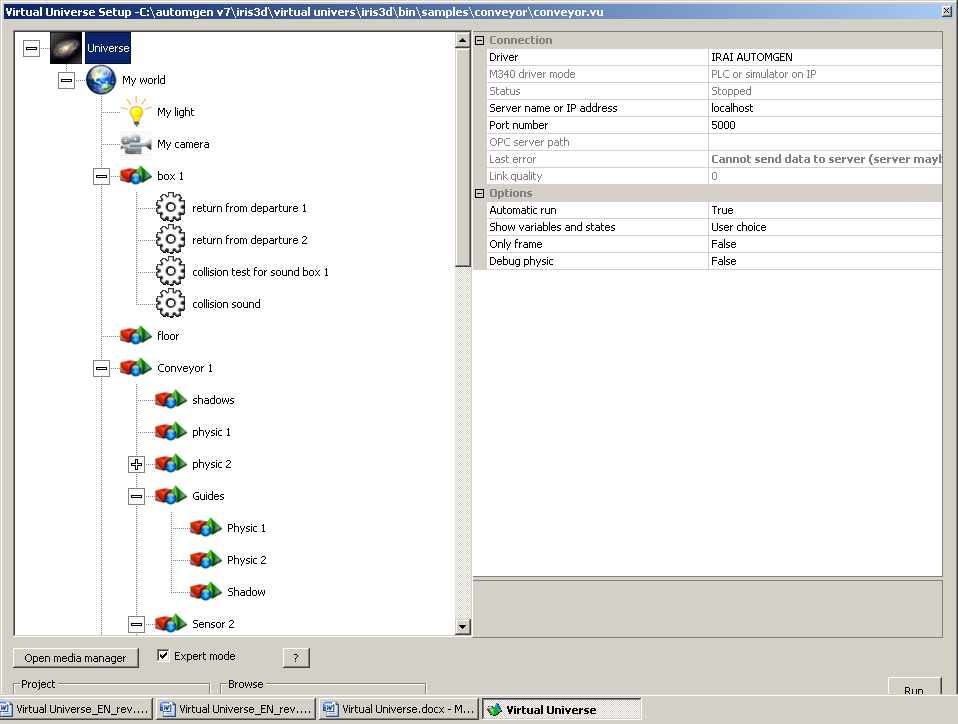 Virtual Universe Setup -C:\automgen v7\iris3d\virtual univers\iris3d\bin\samples\conveyor\conveyor.vu
Universe
My world
My light
My camera
box 1
return from departure 1
return from departure 2
collision test for sound box 1
collision sound
floor
Conveyor 1
shadows
physic 1
physic 2
Guides
Physic 1
Physic 2
Shadow
Sensor 2
Connection
Driver IRAI AUTOMGEN
M340 driver mode PLC or simulator on IP
Status Stopped
Server name or IP address localhost
Port number 5000
OPC server path
Last error Cannot send data to server (server mayb
Link quality 0
Options
Automatic run True
Show variables and states User choice
Only frame False
Debug physic False
Open media manager Expert mode ?
Project Browse Run
Virtual Universe_EN_rev.... Virtual Universe_EN_rev.... Virtual Universe.docx - M... Virtual Universe